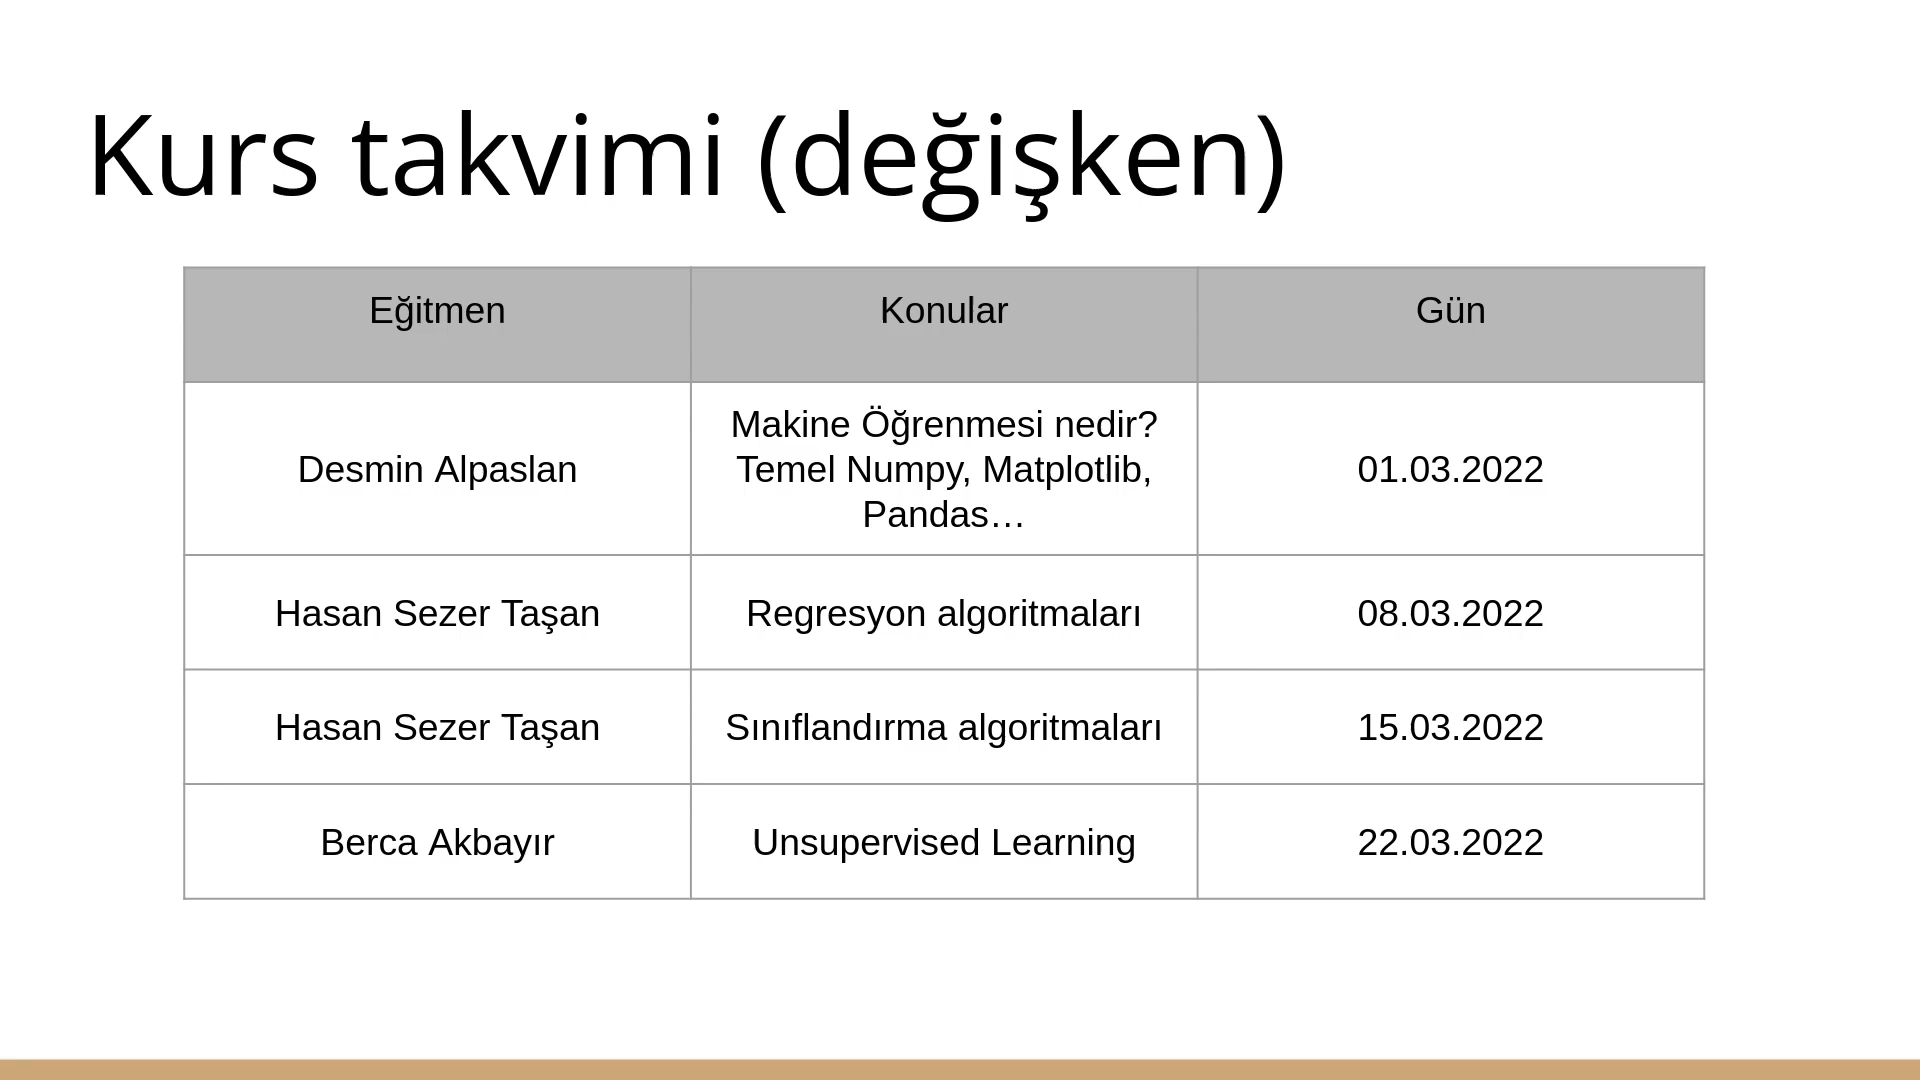 Kurs takvimi (değişken)
Eğitmen
Konular
Gün
Desmin Alpaslan
Makine Öğrenmesi nedir?
Temel Numpy, Matplotlib,
Pandas…
01.03.2022
Hasan Sezer Taşan
Regresyon algoritmaları
08.03.2022
Hasan Sezer Taşan
Sınıflandırma algoritmaları
15.03.2022
Berca Akbayır
Unsupervised Learning
22.03.2022